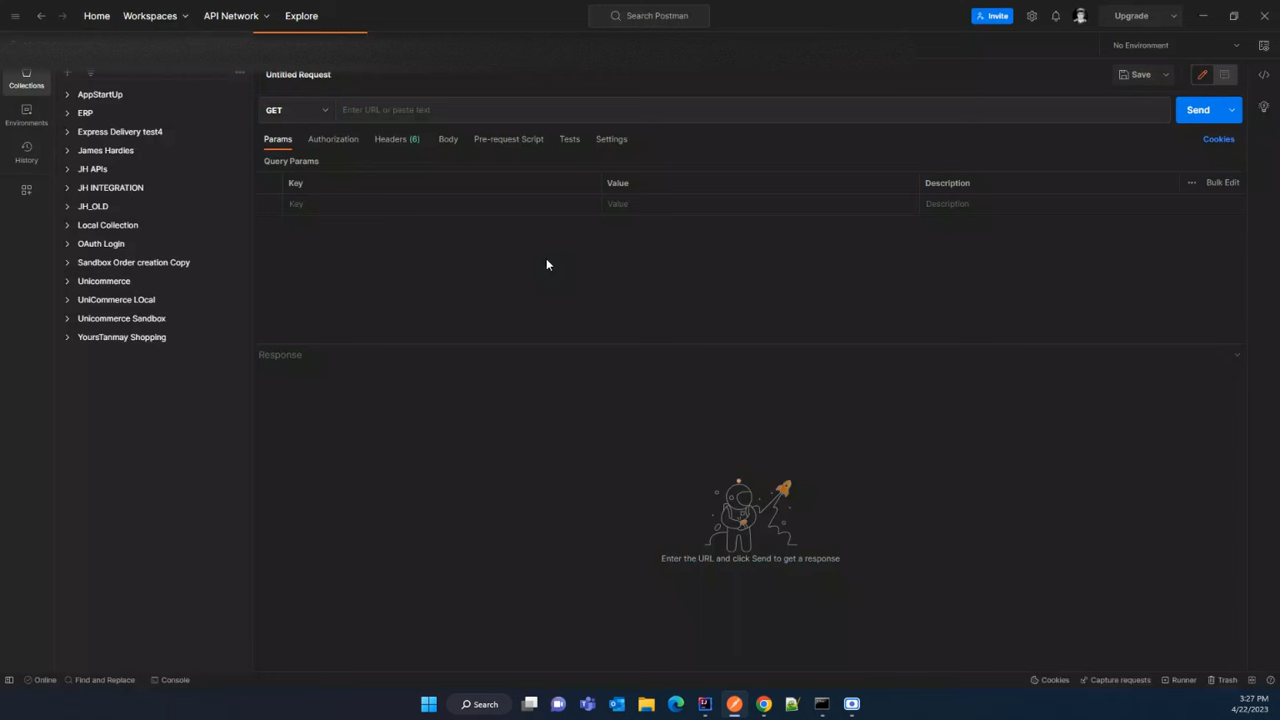 Home Workspaces API Network Explore Search Postman Invite Upgrade
No Environment
Collections
Environments
History
AppStartUp
ERP
Express Delivery test4
James Hardies
JH APIs
JH INTEGRATION
JH_OLD
Local Collection
OAuth Login
Sandbox Order creation Copy
Unicommerce
UniCommerce LOcal
Unicommerce Sandbox
YoursTanmay Shopping
Untitled Request Save
GET Enter URL or paste text Send
Params Authorization Headers (6) Body Pre-request Script Tests Settings Cookies
Query Params
Key Value Description Bulk Edit
Key Value Description
Response
Enter the URL and click Send to get a response
Online Find and Replace Console Cookies Capture requests Runner Trash
Search
3:27 PM
4/22/2023